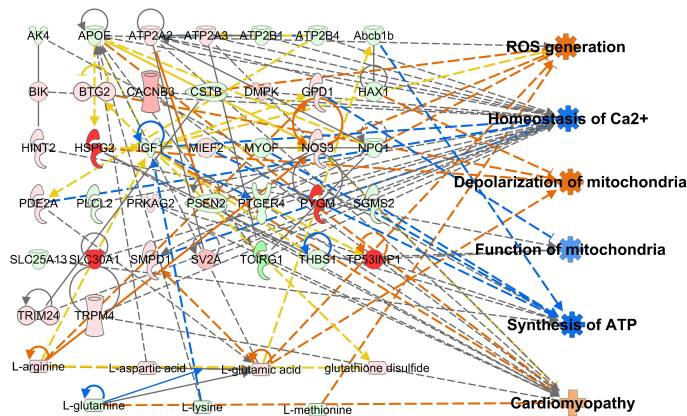 AK4 APOE ATP2A2 ATP2A3 ATP2B1 ATP2B4 Abcb1b
ROS generation
BIK BTG2 CACNB3 CSTB DMPK GPD1 HAX1
Homeostasis of Ca2+
HINT2 HSPG2 IGF1 MIEF2 MYOF NOS3 NPC1
Depolarization of mitochondria
PDE2A PLCL2 PRKAG2 PSEN2 PTGER4 PYGM SGMS2
Function of mitochondria
SLC25A13 SLC30A1 SMPD1 SV2A TCIRG1 THBS1 TP53INP1
TRIM24 TRPM4
Synthesis of ATP
L-arginine L-aspartic acid L-glutamic acid glutathione disulfide
Cardiomyopathy
L-glutamine L-lysine L-methionine